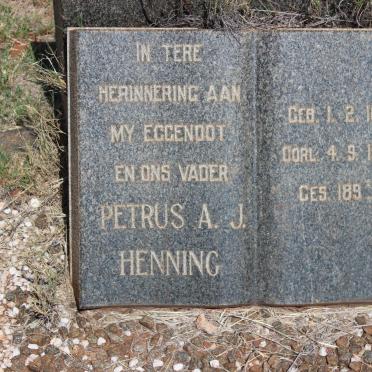 IN TERE
HERINNERING AAN
MY EGGENOOT
EN ONS VADER
PETRUS A. J.
HENNING
GEB. 1. 2. 1
OORL. 4. 9. 1
GES. 189.